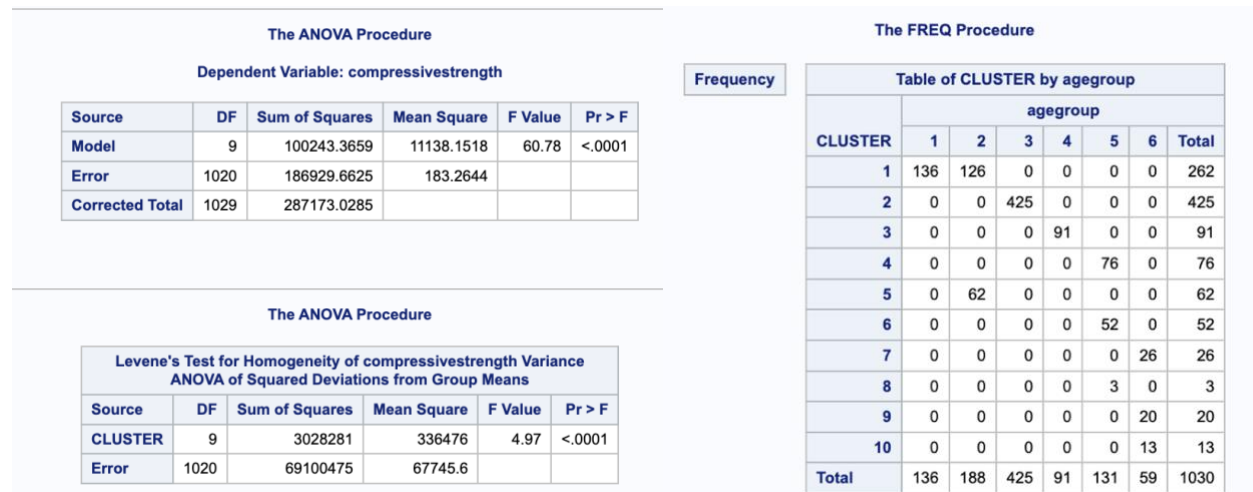 The ANOVA Procedure
Dependent Variable: compressivestrength
Source DF Sum of Squares Mean Square F Value Pr > F
Model 9 100243.3659 11138.1518 60.78 <.0001
Error 1020 186929.6625 183.2644
Corrected Total 1029 287173.0285
The ANOVA Procedure
Levene's Test for Homogeneity of compressivestrength Variance
ANOVA of Squared Deviations from Group Means
Source DF Sum of Squares Mean Square F Value Pr > F
CLUSTER 9 3028281 336476 4.97 <.0001
Error 1020 69100475 67745.6
The FREQ Procedure
Frequency
Table of CLUSTER by agegroup
agegroup
CLUSTER 1 2 3 4 5 6 Total
1 136 126 0 0 0 0 262
2 0 0 425 0 0 0 425
3 0 0 0 91 0 0 91
4 0 0 0 0 76 0 76
5 0 62 0 0 0 0 62
6 0 0 0 0 52 0 52
7 0 0 0 0 0 26 26
8 0 0 0 0 3 0 3
9 0 0 0 0 0 20 20
10 0 0 0 0 0 13 13
Total 136 188 425 91 131 59 1030